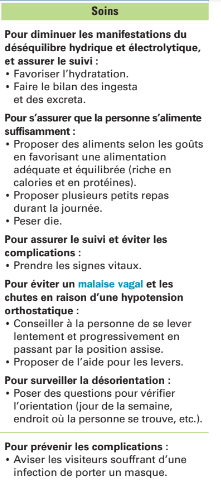 Soins
Pour diminuer les manifestations du
déséquilibre hydrique et électrolytique,
et assurer le suivi :
• Favoriser l’hydratation.
• Faire le bilan des ingesta
et des excreta.
Pour s’assurer que la personne s’alimente
suffisamment :
• Proposer des aliments selon les goûts
en favorisant une alimentation
adéquate et équilibrée (riche en
calories et en protéines).
• Proposer plusieurs petits repas
durant la journée.
• Peser die.
Pour assurer le suivi et éviter les
complications :
• Prendre les signes vitaux.
Pour éviter un malaise vagal et les
chutes en raison d’une hypotension
orthostatique :
• Conseiller à la personne de se lever
lentement et progressivement en
passant par la position assise.
• Proposer de l’aide pour les levers.
Pour surveiller la désorientation :
• Poser des questions pour vérifier
l’orientation (jour de la semaine,
endroit où la personne se trouve, etc.).
Pour prévenir les complications :
• Aviser les visiteurs souffrant d’une
infection de porter un masque.